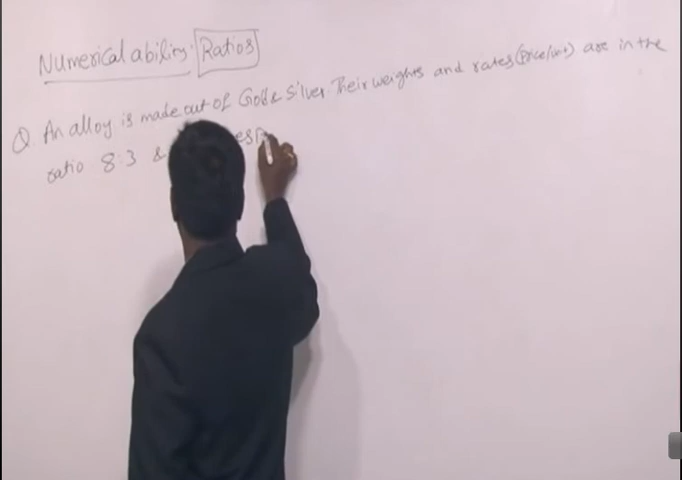 Numerical ability: Ratios
Q. An alloy is made out of Gold & Silver. Their weights and rates (Price/unit) are in the
ratio 8:3 & esp